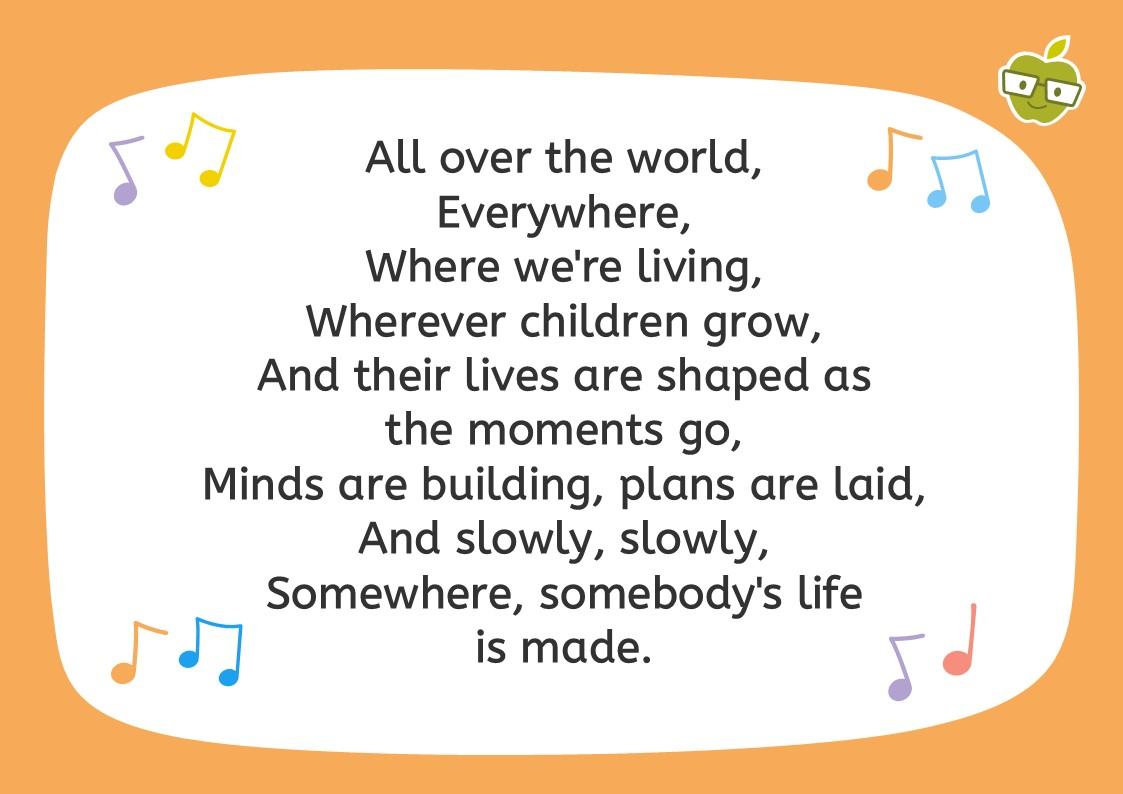 All over the world,
Everywhere,
Where we're living,
Wherever children grow,
And their lives are shaped as
the moments go,
Minds are building, plans are laid,
And slowly, slowly,
Somewhere, somebody's life
is made.